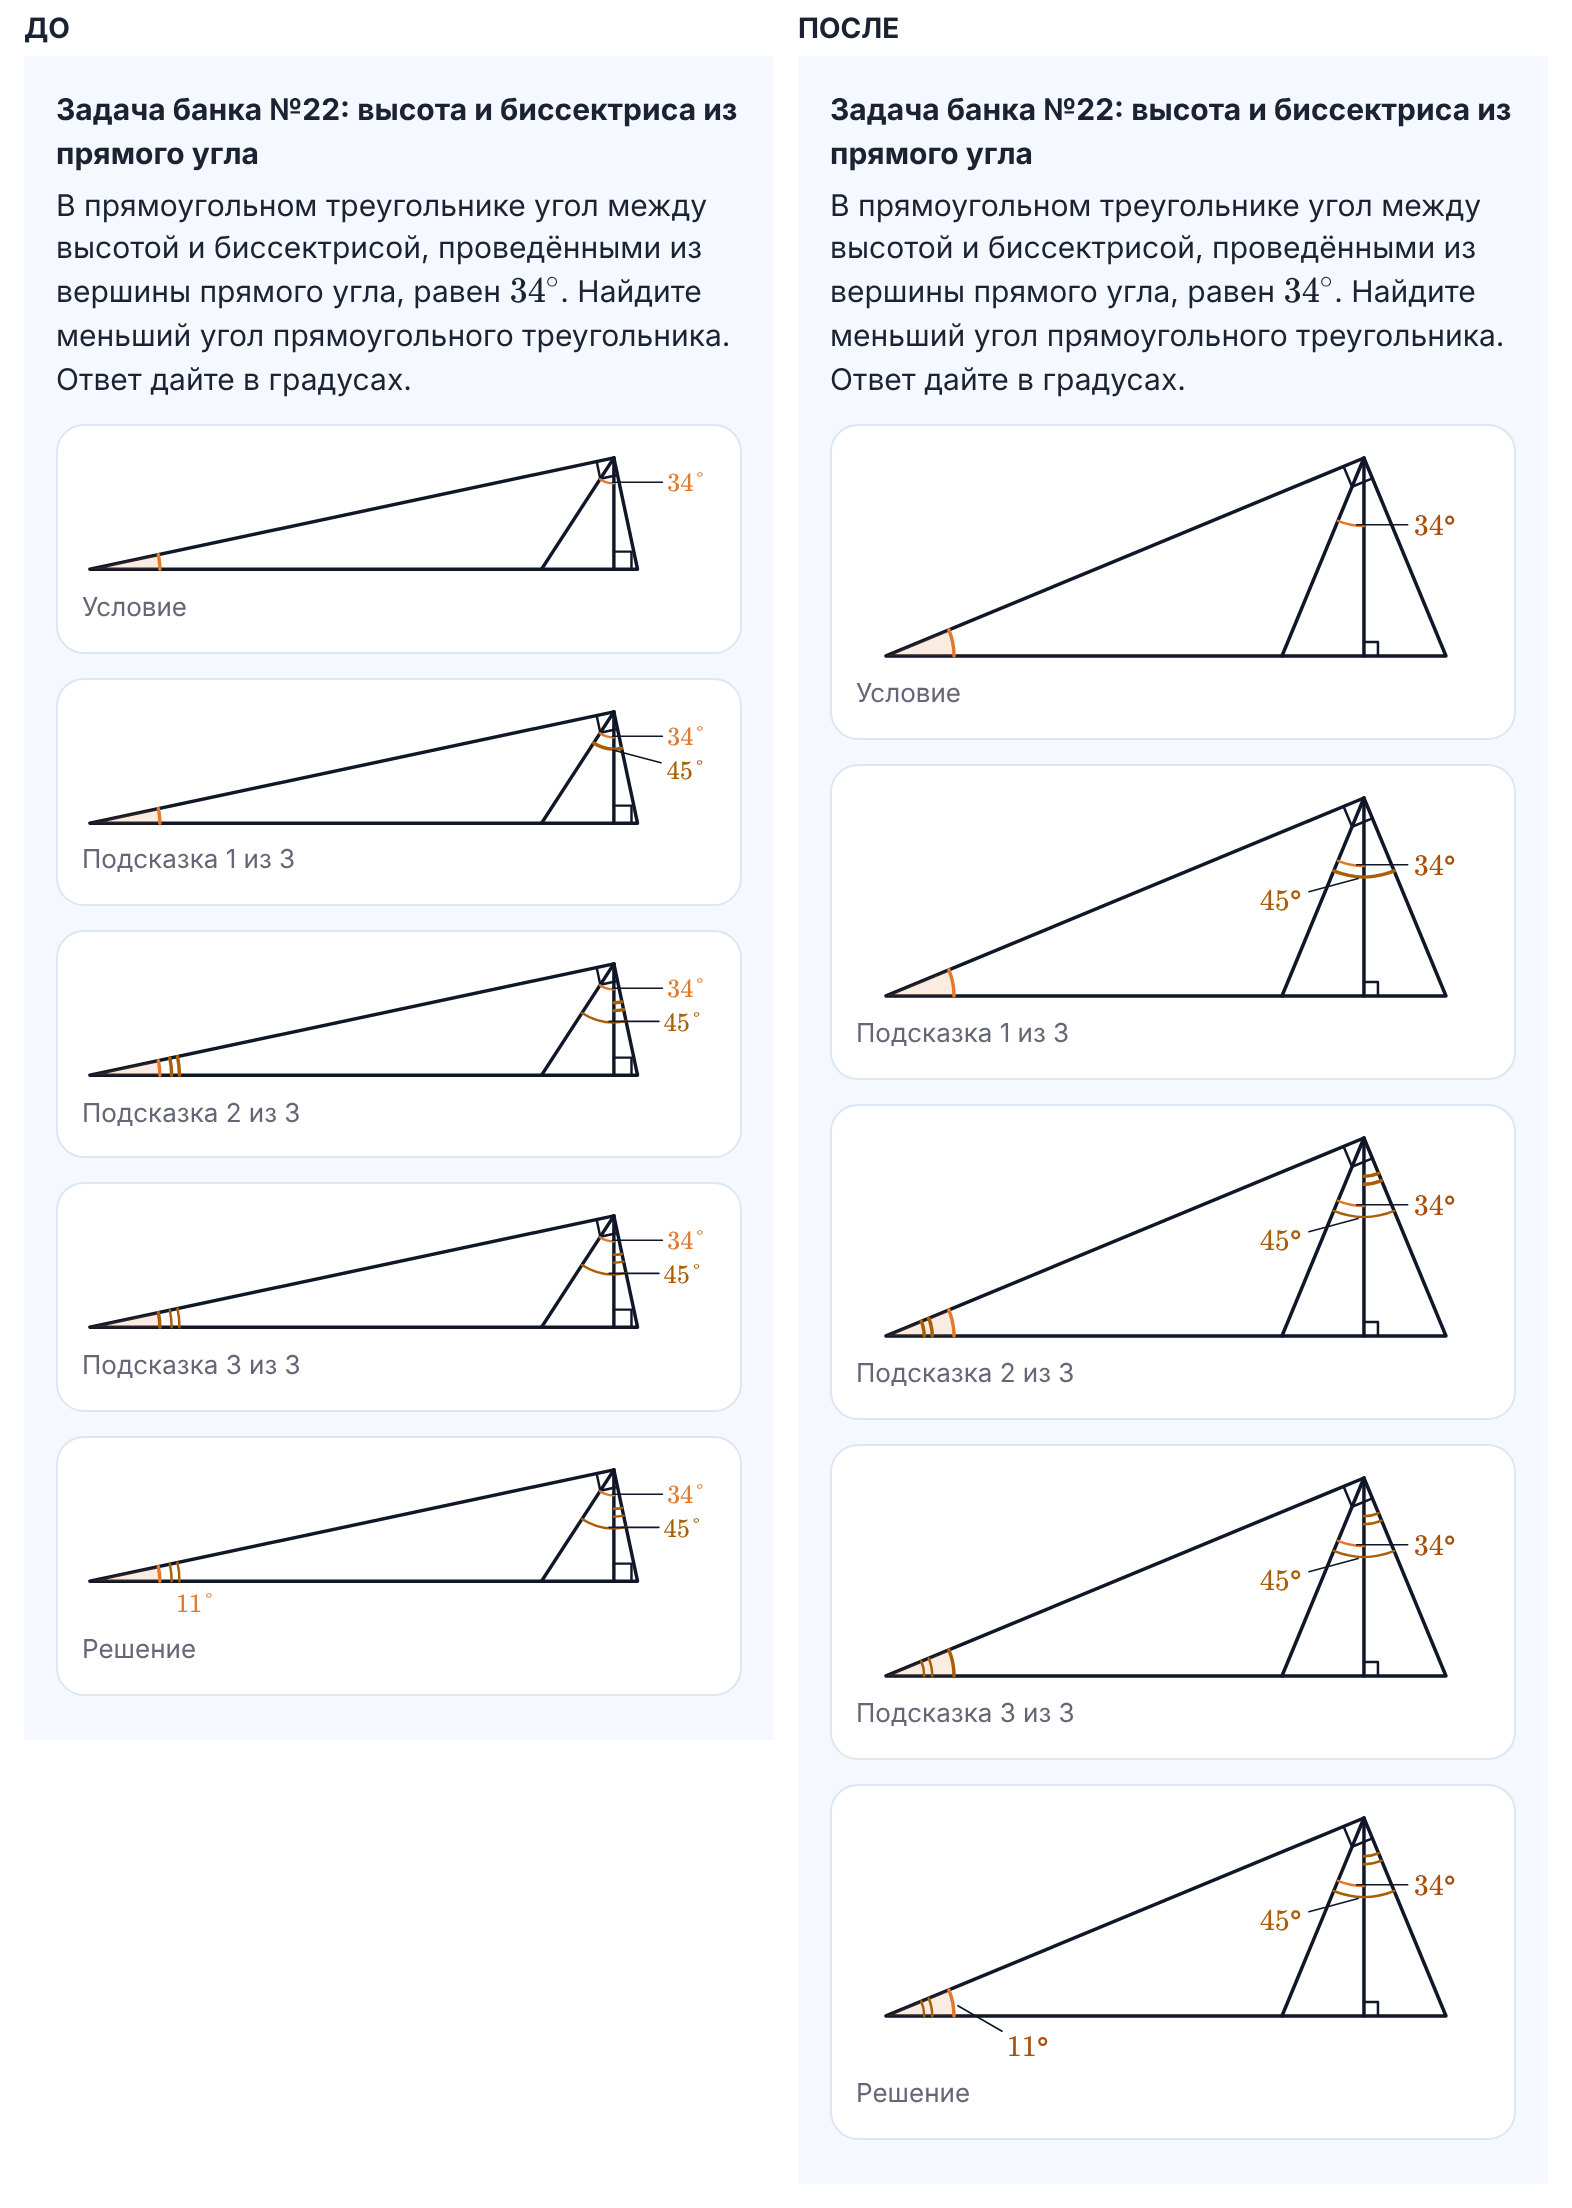 ДО
Задача банка №22: высота и биссектриса из
прямого угла
В прямоугольном треугольнике угол между
высотой и биссектрисой, проведёнными из
вершины прямого угла, равен 34°. Найдите
меньший угол прямоугольного треугольника.
Ответ дайте в градусах.
34°
Условие
34°
45°
Подсказка 1 из 3
34°
45°
Подсказка 2 из 3
34°
45°
Подсказка 3 из 3
34°
45°
11°
Решение
ПОСЛЕ
Задача банка №22: высота и биссектриса из
прямого угла
В прямоугольном треугольнике угол между
высотой и биссектрисой, проведёнными из
вершины прямого угла, равен 34°. Найдите
меньший угол прямоугольного треугольника.
Ответ дайте в градусах.
34°
Условие
34°
45°
Подсказка 1 из 3
34°
45°
Подсказка 2 из 3
34°
45°
Подсказка 3 из 3
34°
45°
11°
Решение